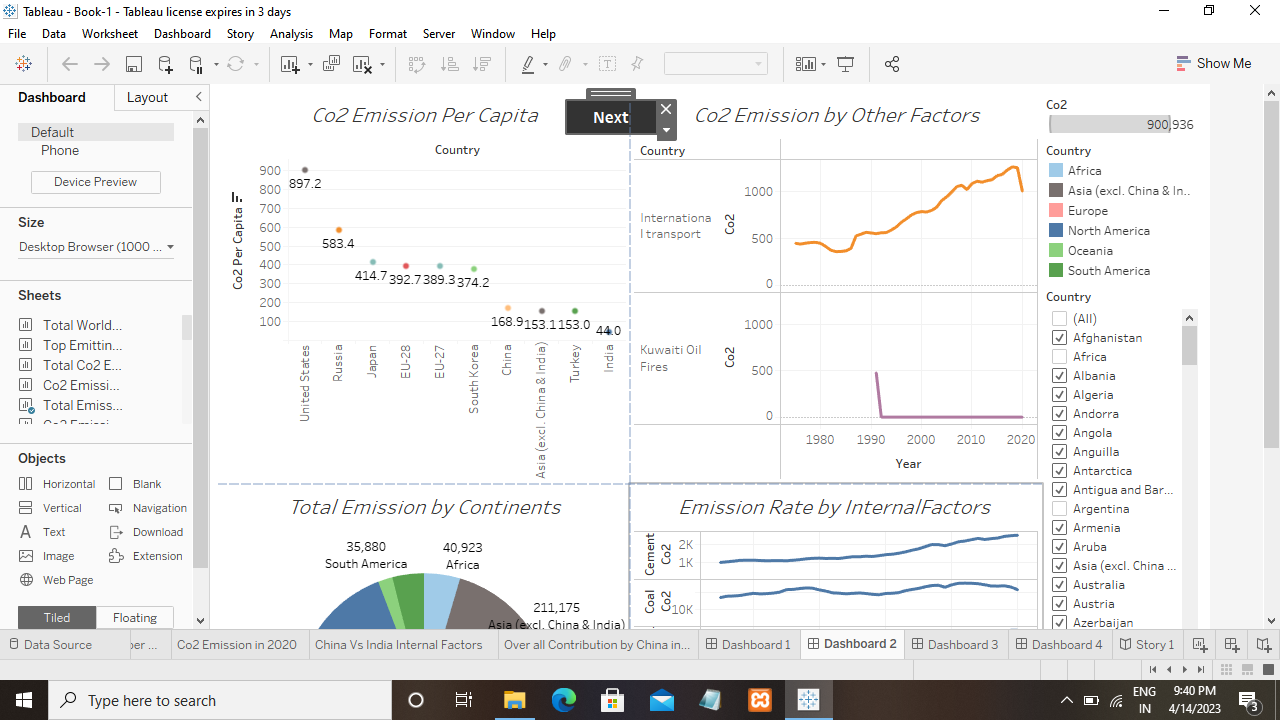 Tableau - Book-1 - Tableau license expires in 3 days
File Data Worksheet Dashboard Story Analysis Map Format Server Window Help
Show Me
Dashboard Layout
Default
Phone
Device Preview
Size
Desktop Browser (1000 ...
Sheets
Total World...
Top Emittin...
Total Co2 E...
Co2 Emissi...
Total Emiss...
Co2 Emissi...
Objects
Horizontal Blank
Vertical Navigation
Text Download
Image Extension
Web Page
Tiled Floating
Co2 Emission Per Capita
Next
Country
Co2 Per Capita
900
800
700
600
500
400
300
200
100
897.2
583.4
414.7
392.7
389.3
374.2
168.9
153.1
153.0
44.0
United States
Russia
Japan
EU-28
EU-27
South Korea
China
Asia (excl. China & India)
Turkey
India
Co2 Emission by Other Factors
Country
Internationa
l transport
Co2
1000
500
0
Kuwaiti Oil
Fires
Co2
1000
500
0
1980 1990 2000 2010 2020
Year
Total Emission by Continents
35,880
South America
40,923
Africa
211,175
Asia (excl. China & India)
Emission Rate by InternalFactors
Cement
Co2
2K
1K
Coal
Co2
10K
Co2
900,936
Country
Africa
Asia (excl. China & In..
Europe
North America
Oceania
South America
Country
(All)
Afghanistan
Africa
Albania
Algeria
Andorra
Angola
Anguilla
Antarctica
Antigua and Bar...
Argentina
Armenia
Aruba
Asia (excl. China ...
Australia
Austria
Azerbaijan
Data Source
per ...
Co2 Emission in 2020
China Vs India Internal Factors
Over all Contribution by China in...
Dashboard 1
Dashboard 2
Dashboard 3
Dashboard 4
Story 1
Type here to search
ENG
IN
9:40 PM
4/14/2023
3